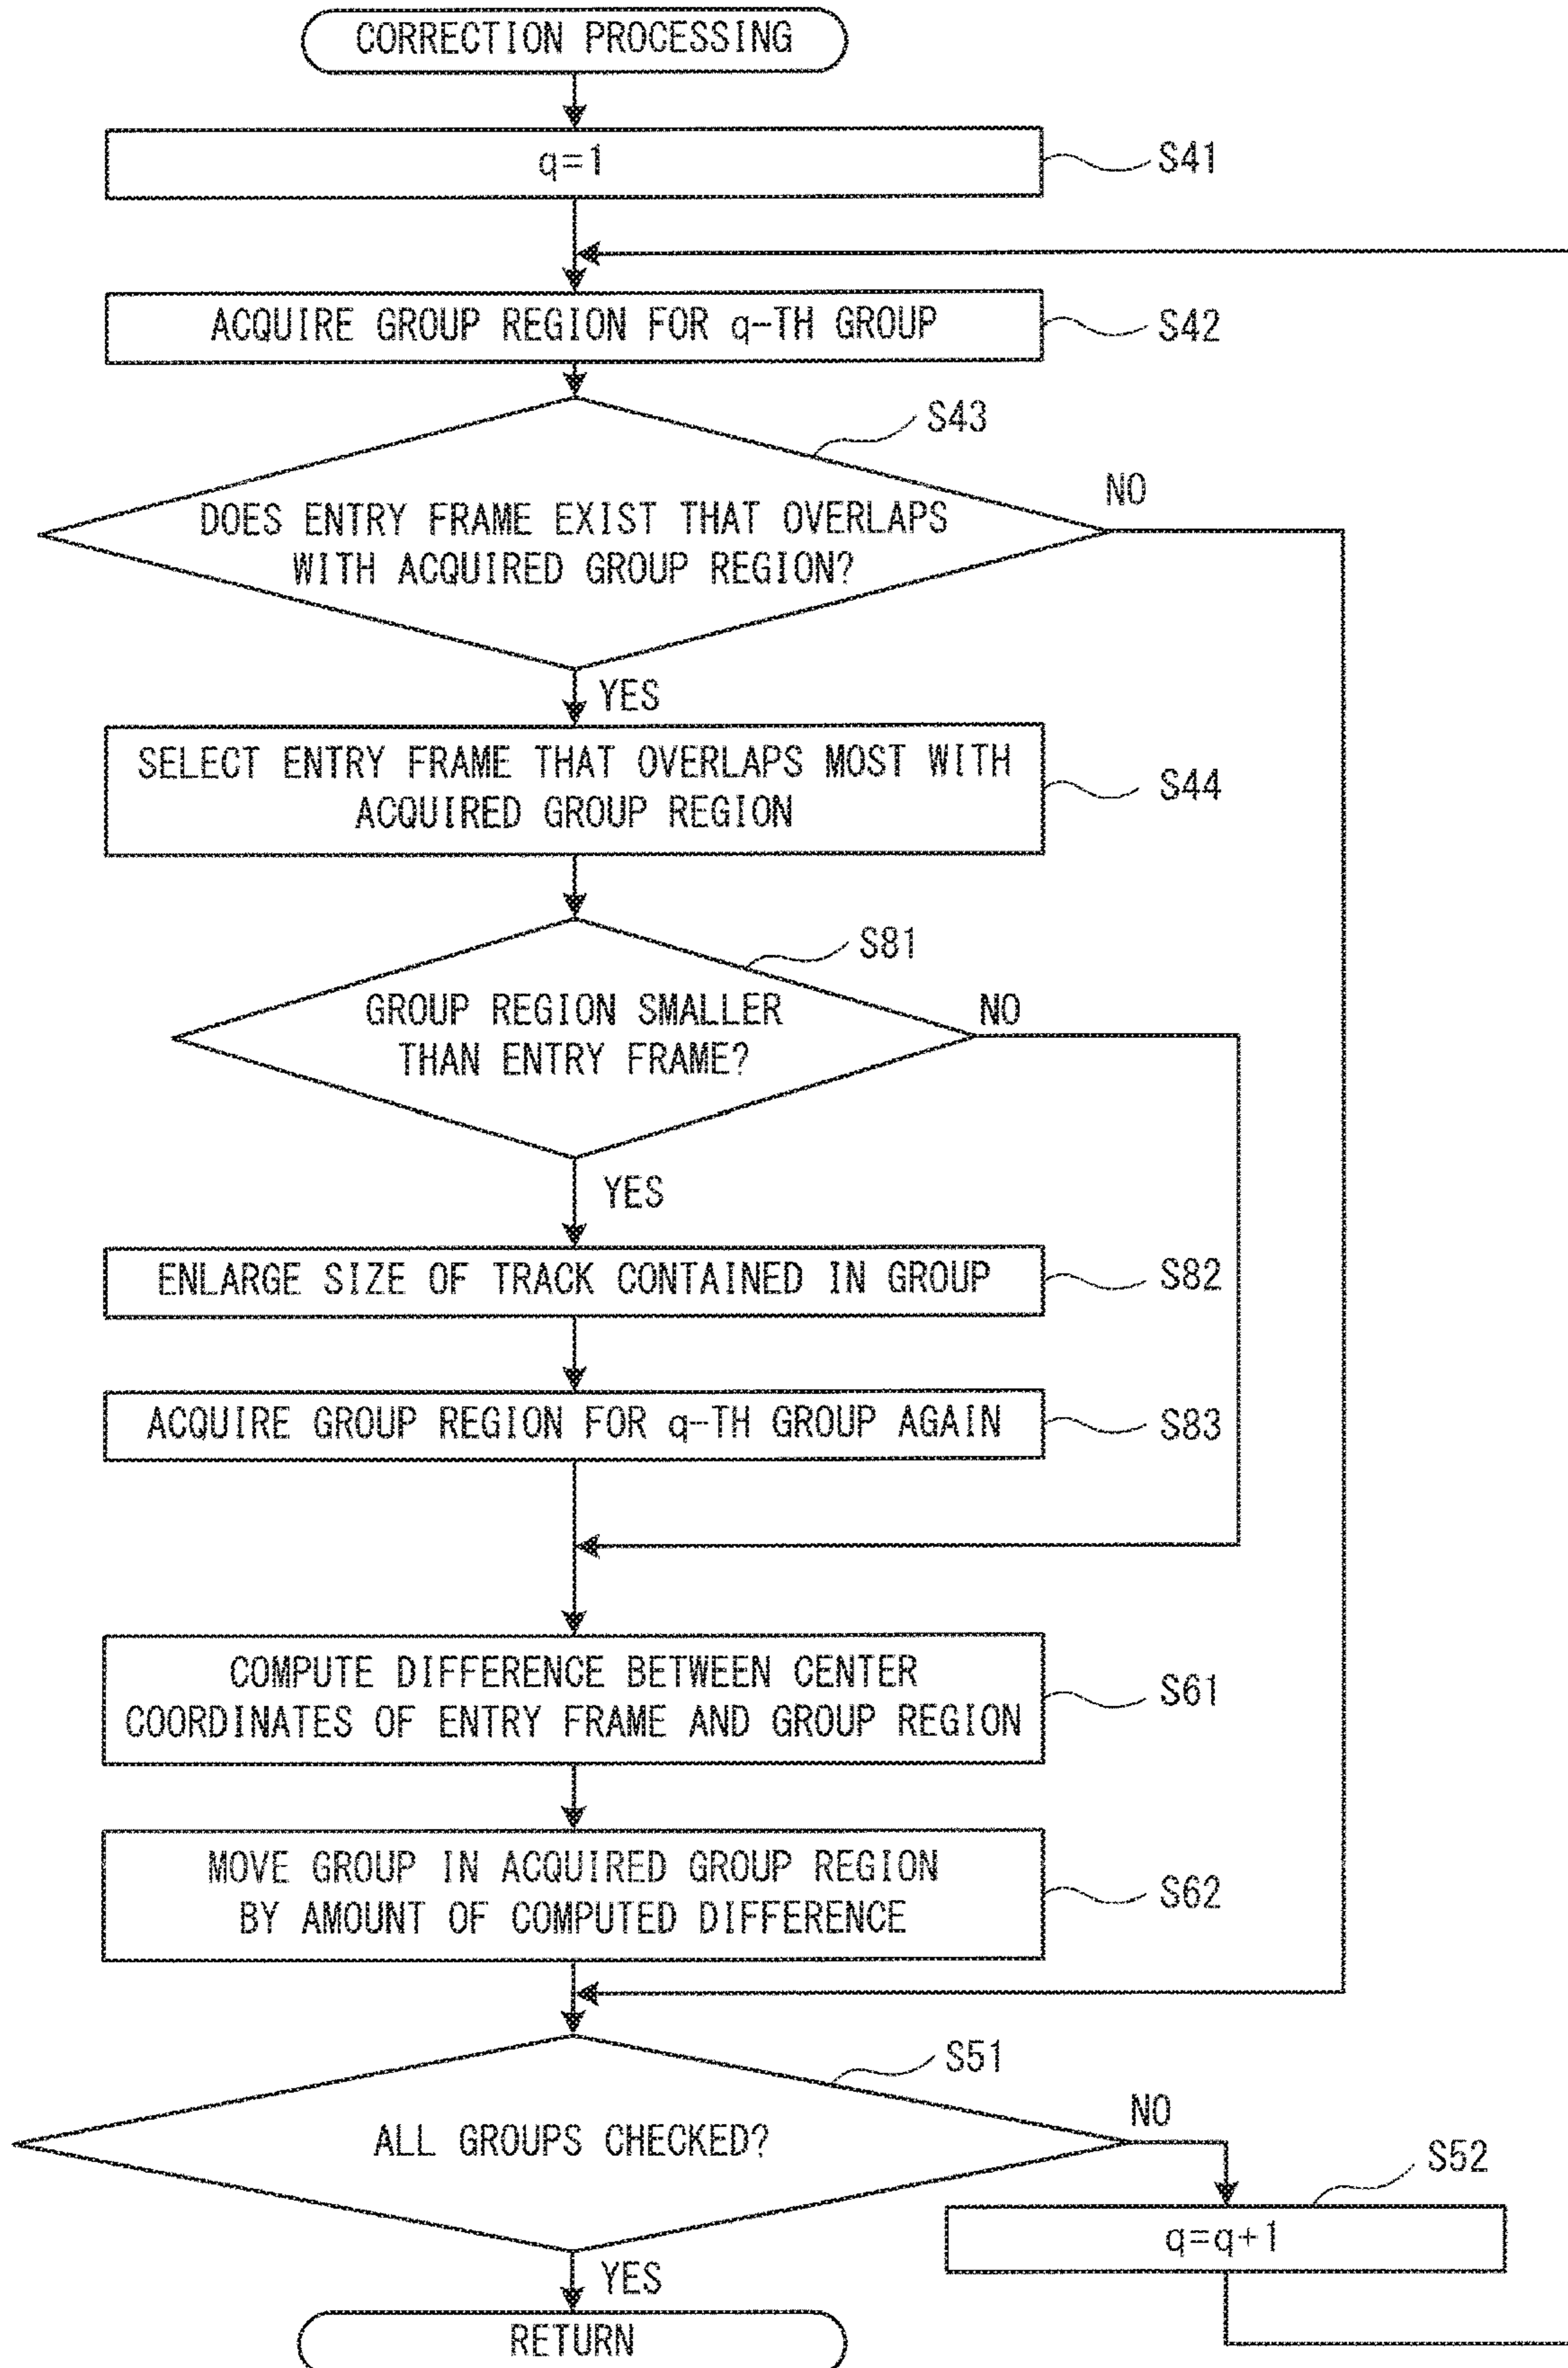 CORRECTION PROCESSING
q=1
S41
ACQUIRE GROUP REGION FOR q-TH GROUP
S42
S43
NO
DOES ENTRY FRAME EXIST THAT OVERLAPS
WITH ACQUIRED GROUP REGION?
YES
SELECT ENTRY FRAME THAT OVERLAPS MOST WITH
ACQUIRED GROUP REGION
S44
S81
GROUP REGION SMALLER
THAN ENTRY FRAME?
NO
YES
ENLARGE SIZE OF TRACK CONTAINED IN GROUP
S82
ACQUIRE GROUP REGION FOR q-TH GROUP AGAIN
S83
COMPUTE DIFFERENCE BETWEEN CENTER
COORDINATES OF ENTRY FRAME AND GROUP REGION
S61
MOVE GROUP IN ACQUIRED GROUP REGION
BY AMOUNT OF COMPUTED DIFFERENCE
S62
S51
ALL GROUPS CHECKED?
NO
S52
q=q+1
YES
RETURN